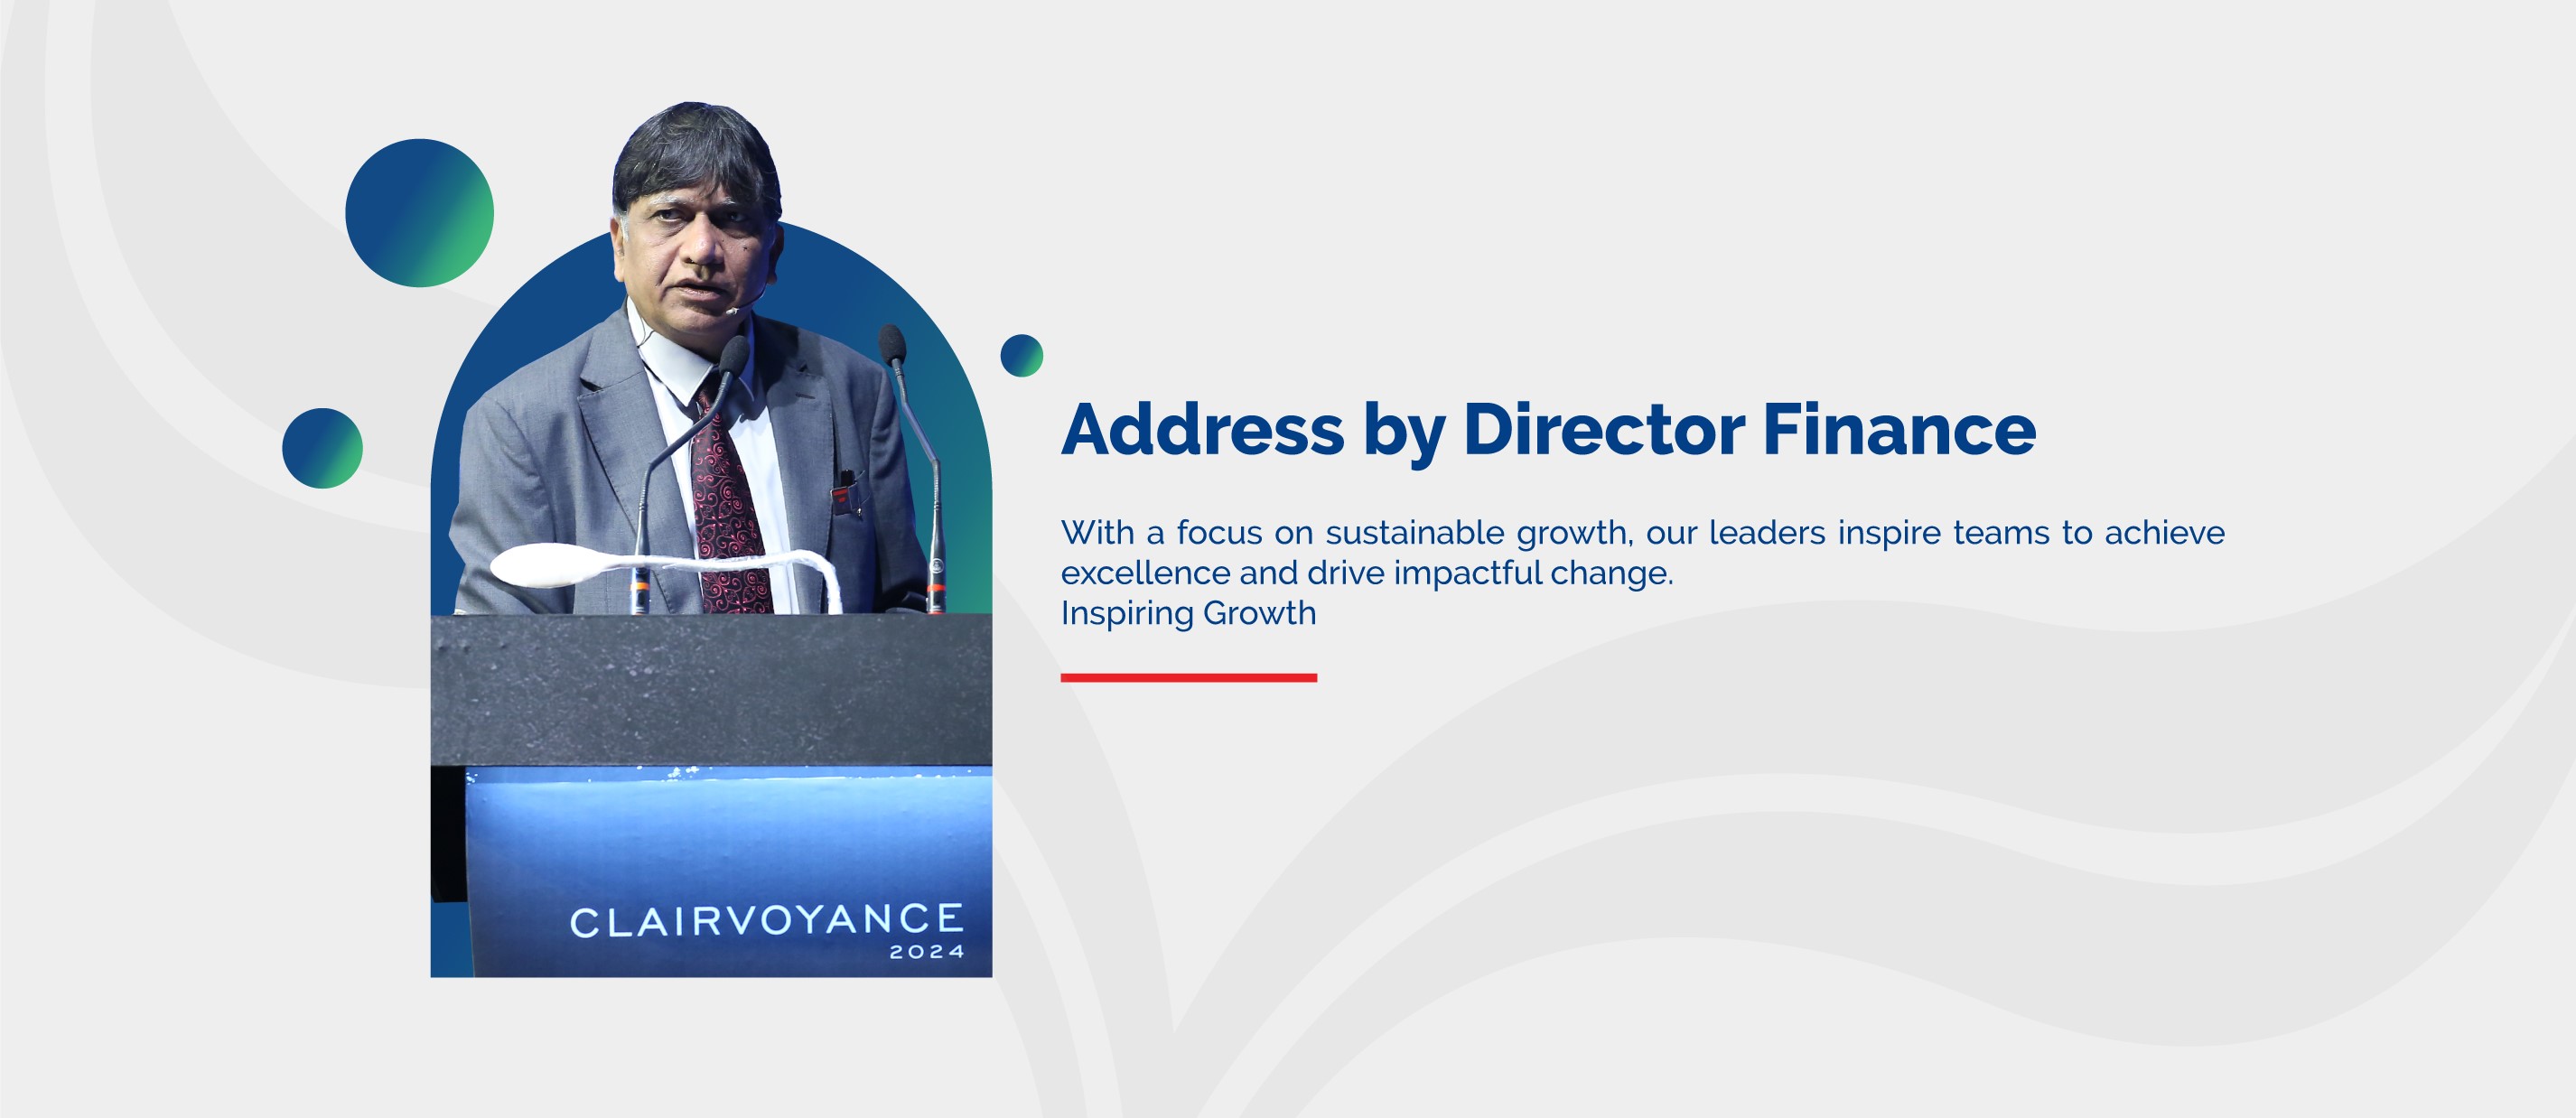 Address by Director Finance
With a focus on sustainable growth, our leaders inspire teams to achieve
excellence and drive impactful change.
Inspiring Growth
CLAIRVOYANCE
2024